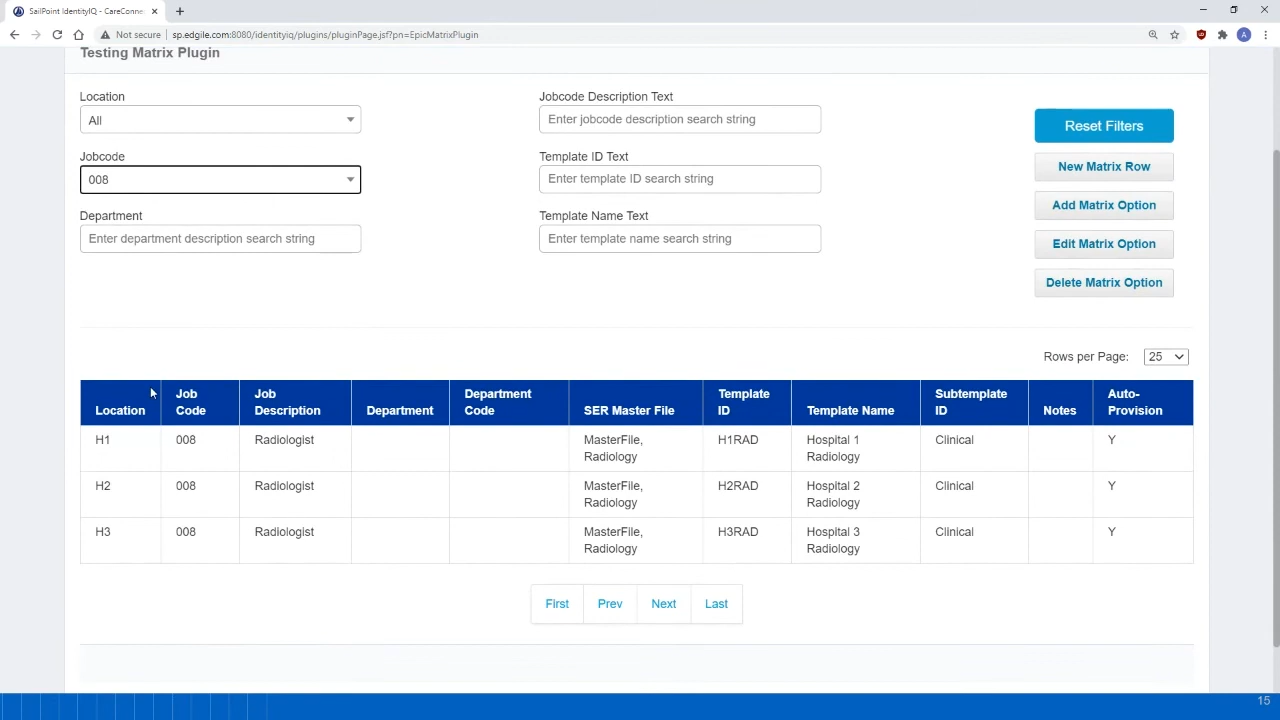 SailPoint IdentityIQ - CareConne
Not secure | sp.edgile.com:8080/identityiq/plugins/pluginPage.jsf?pn=EpicMatrixPlugin
A
Testing Matrix Plugin
Location
All
Jobcode
008
Department
Enter department description search string
Jobcode Description Text
Enter jobcode description search string
Template ID Text
Enter template ID search string
Template Name Text
Enter template name search string
Reset Filters
New Matrix Row
Add Matrix Option
Edit Matrix Option
Delete Matrix Option
Rows per Page: 25
Location Job Code Job Description Department Department Code SER Master File Template ID Template Name Subtemplate ID Notes Auto-Provision
H1 008 Radiologist MasterFile, Radiology H1RAD Hospital 1 Radiology Clinical Y
H2 008 Radiologist MasterFile, Radiology H2RAD Hospital 2 Radiology Clinical Y
H3 008 Radiologist MasterFile, Radiology H3RAD Hospital 3 Radiology Clinical Y
First Prev Next Last
15